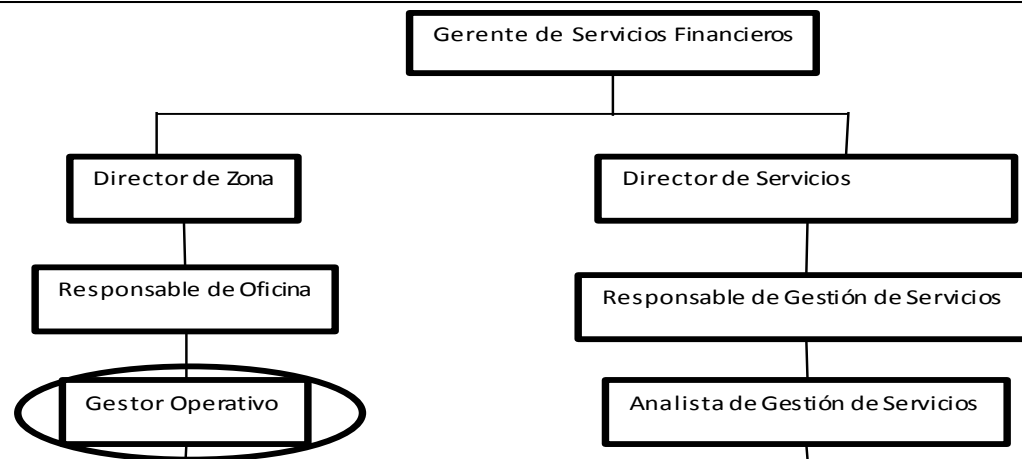 Gerente de Servicios Financieros
Director de Zona
Director de Servicios
Responsable de Oficina
Responsable de Gestión de Servicios
Gestor Operativo
Analista de Gestión de Servicios